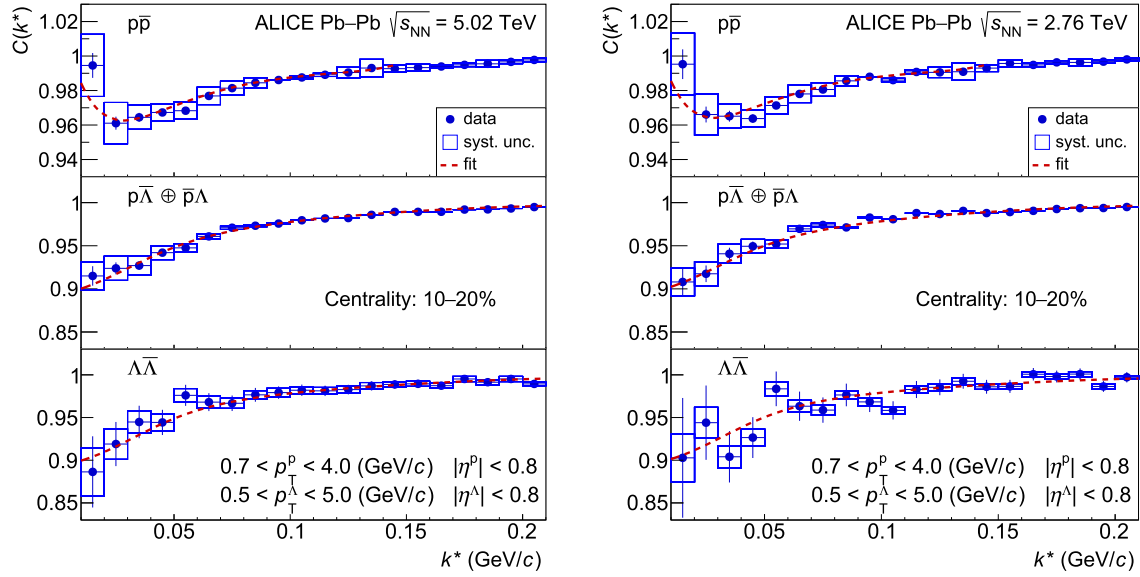 C(k*)
1.02
1
0.98
0.96
0.94
pp̅
ALICE Pb–Pb √sNN = 5.02 TeV
data
syst. unc.
fit
1
0.95
0.9
0.85
pΛ̅ ⊕ p̅Λ
Centrality: 10–20%
1
0.95
0.9
0.85
ΛΛ̅
0.7 < pTp < 4.0 (GeV/c) |ηp| < 0.8
0.5 < pTΛ < 5.0 (GeV/c) |ηΛ| < 0.8
0.05 0.1 0.15 0.2
k* (GeV/c)
C(k*)
1.02
1
0.98
0.96
0.94
pp̅
ALICE Pb–Pb √sNN = 2.76 TeV
data
syst. unc.
fit
1
0.95
0.9
0.85
pΛ̅ ⊕ p̅Λ
Centrality: 10–20%
1
0.95
0.9
0.85
ΛΛ̅
0.7 < pTp < 4.0 (GeV/c) |ηp| < 0.8
0.5 < pTΛ < 5.0 (GeV/c) |ηΛ| < 0.8
0.05 0.1 0.15 0.2
k* (GeV/c)